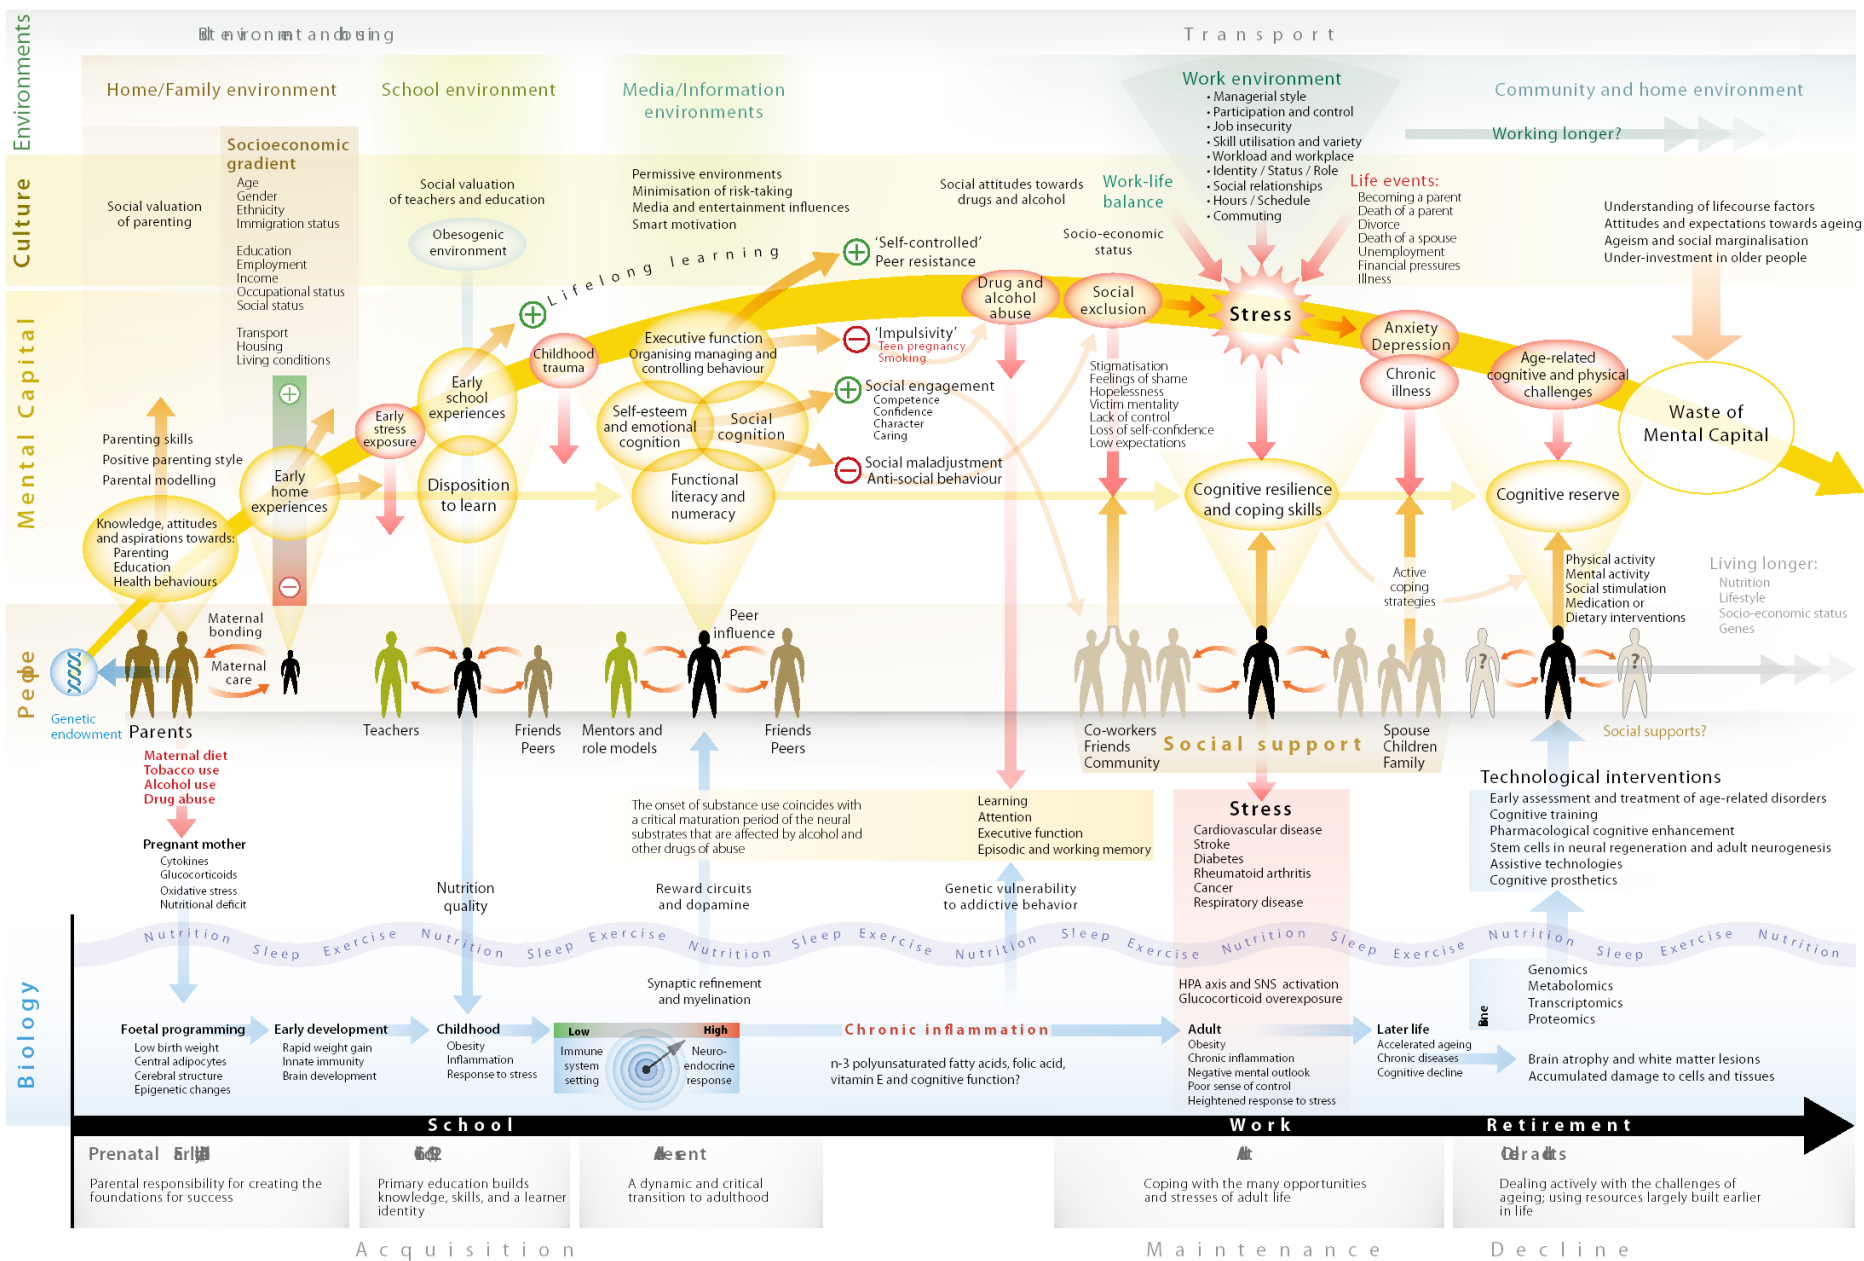 Environments
Transport
Home/Family environment
School environment
Media/Information
environments
Work environment
• Managerial style
• Participation and control
• Job insecurity
• Skill utilisation and variety
• Workload and workplace
• Identity / Status / Role
• Social relationships
• Hours / Schedule
• Commuting
Community and home environment
Working longer?
Culture
Social valuation
of parenting
Socioeconomic
gradient
Age
Gender
Ethnicity
Immigration status
Education
Employment
Income
Occupational status
Social status
Transport
Housing
Living conditions
Social valuation
of teachers and education
Obesogenic
environment
Permissive environments
Minimisation of risk-taking
Media and entertainment influences
Smart motivation
Social attitudes towards
drugs and alcohol
Work-life
balance
Socio-economic
status
Life events:
Becoming a parent
Death of a parent
Divorce
Death of a spouse
Unemployment
Financial pressures
Illness
Understanding of lifecourse factors
Attitudes and expectations towards ageing
Ageism and social marginalisation
Under-investment in older people
Mental Capital
Lifelong learning
'Self-controlled'
Peer resistance
'Impulsivity'
Teen pregnancy
Smoking
Social engagement
Competence
Confidence
Character
Caring
Social maladjustment
Anti-social behaviour
Parenting skills
Positive parenting style
Parental modelling
Knowledge, attitudes
and aspirations towards:
Parenting
Education
Health behaviours
Early
home
experiences
Early
stress
exposure
Early
school
experiences
Disposition
to learn
Childhood
trauma
Executive function
Organising managing and
controlling behaviour
Self-esteem
and emotional
cognition
Social
cognition
Functional
literacy and
numeracy
Drug and
alcohol
abuse
Social
exclusion
Stigmatisation
Feelings of shame
Hopelessness
Victim mentality
Lack of control
Loss of self-confidence
Low expectations
Stress
Cognitive resilience
and coping skills
Anxiety
Depression
Chronic
illness
Active
coping
strategies
Age-related
cognitive and physical
challenges
Cognitive reserve
Waste of
Mental Capital
Physical activity
Mental activity
Social stimulation
Medication or
Dietary interventions
Living longer:
Nutrition
Lifestyle
Socio-economic status
Genes
Genetic
endowment
Parents
Maternal
bonding
Maternal
care
Teachers
Friends
Peers
Mentors and
role models
Peer
influence
Friends
Peers
Co-workers
Friends
Community
Social support
Spouse
Children
Family
?
?
Social supports?
Maternal diet
Tobacco use
Alcohol use
Drug abuse
Pregnant mother
Cytokines
Glucocorticoids
Oxidative stress
Nutritional deficit
Nutrition
quality
The onset of substance use coincides with
a critical maturation period of the neural
substrates that are affected by alcohol and
other drugs of abuse
Learning
Attention
Executive function
Episodic and working memory
Reward circuits
and dopamine
Genetic vulnerability
to addictive behavior
Stress
Cardiovascular disease
Stroke
Diabetes
Rheumatoid arthritis
Cancer
Respiratory disease
Technological interventions
Early assessment and treatment of age-related disorders
Cognitive training
Pharmacological cognitive enhancement
Stem cells in neural regeneration and adult neurogenesis
Assistive technologies
Cognitive prosthetics
Nutrition Sleep Exercise Nutrition Sleep Exercise Nutrition Sleep Exercise Nutrition Sleep Exercise Nutrition Sleep Exercise Nutrition Sleep Exercise Nutrition
Biology
Synaptic refinement
and myelination
HPA axis and SNS activation
Glucocorticoid overexposure
Genomics
Metabolomics
Transcriptomics
Proteomics
Foetal programming
Low birth weight
Central adipocytes
Cerebral structure
Epigenetic changes
Early development
Rapid weight gain
Innate immunity
Brain development
Childhood
Obesity
Inflammation
Response to stress
Low
High
Immune
system
setting
Neuro-
endocrine
response
Chronic inflammation
n-3 polyunsaturated fatty acids, folic acid,
vitamin E and cognitive function?
Adult
Obesity
Chronic inflammation
Negative mental outlook
Poor sense of control
Heightened response to stress
Later life
Accelerated ageing
Chronic diseases
Cognitive decline
Brain atrophy and white matter lesions
Accumulated damage to cells and tissues
School
Work
Retirement
Prenatal
Parental responsibility for creating the
foundations for success
Primary education builds
knowledge, skills, and a learner
identity
A dynamic and critical
transition to adulthood
Coping with the many opportunities
and stresses of adult life
Dealing actively with the challenges of
ageing; using resources largely built earlier
in life
Acquisition
Maintenance
Decline